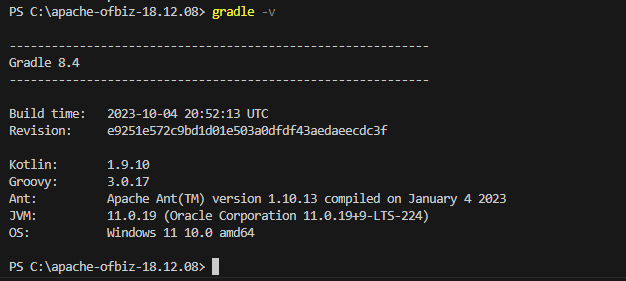 PS C:\apache-ofbiz-18.12.08> gradle -v
------------------------------------------------------------
Gradle 8.4
------------------------------------------------------------
Build time:   2023-10-04 20:52:13 UTC
Revision:     e9251e572c9bd1d01e503a0dfdf43aedaeecdc3f
Kotlin:       1.9.10
Groovy:       3.0.17
Ant:          Apache Ant(TM) version 1.10.13 compiled on January 4 2023
JVM:          11.0.19 (Oracle Corporation 11.0.19+9-LTS-224)
OS:           Windows 11 10.0 amd64
PS C:\apache-ofbiz-18.12.08>